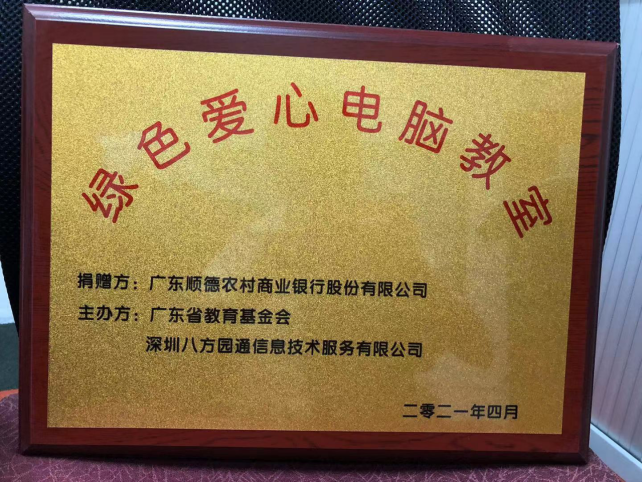 绿色爱心电脑教室
捐赠方：广东顺德农村商业银行股份有限公司
主办方：广东省教育基金会
深圳八方园通信息技术服务有限公司
二零二一年四月